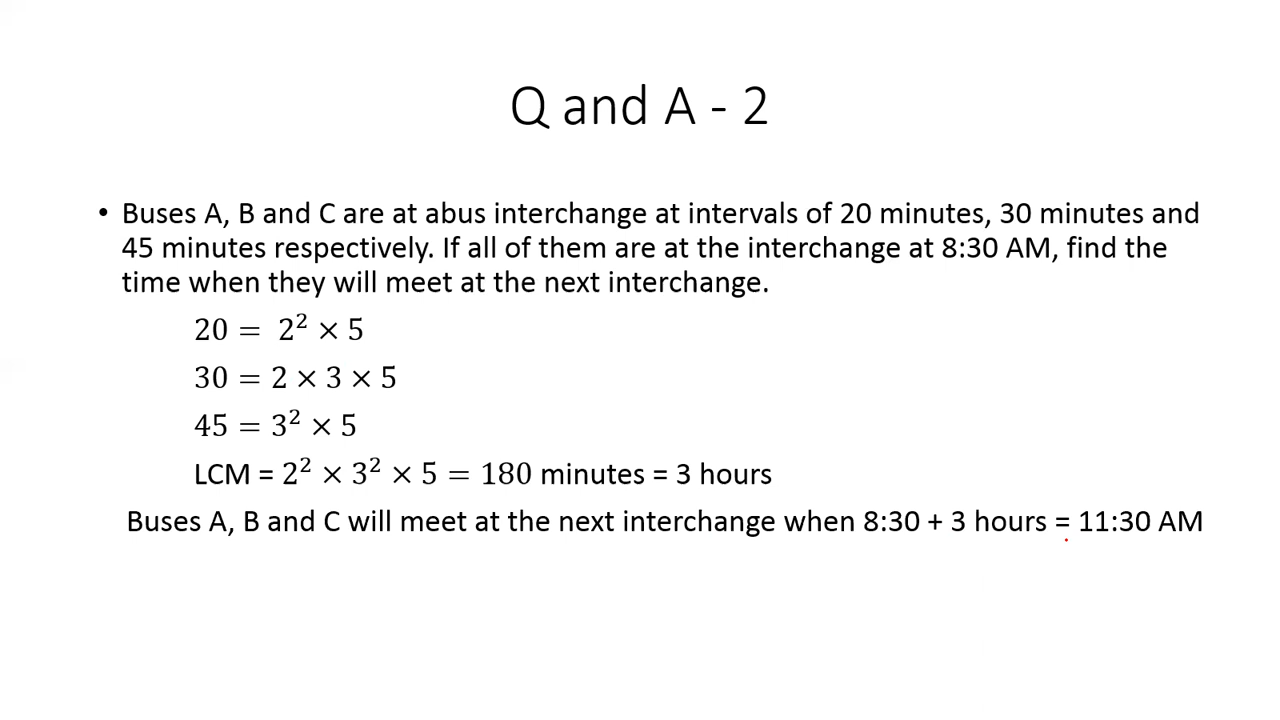 Q and A - 2
• Buses A, B and C are at abus interchange at intervals of 20 minutes, 30 minutes and
45 minutes respectively. If all of them are at the interchange at 8:30 AM, find the
time when they will meet at the next interchange.
20 = 2² × 5
30 = 2 × 3 × 5
45 = 3² × 5
LCM = 2² × 3² × 5 = 180 minutes = 3 hours
Buses A, B and C will meet at the next interchange when 8:30 + 3 hours = 11:30 AM